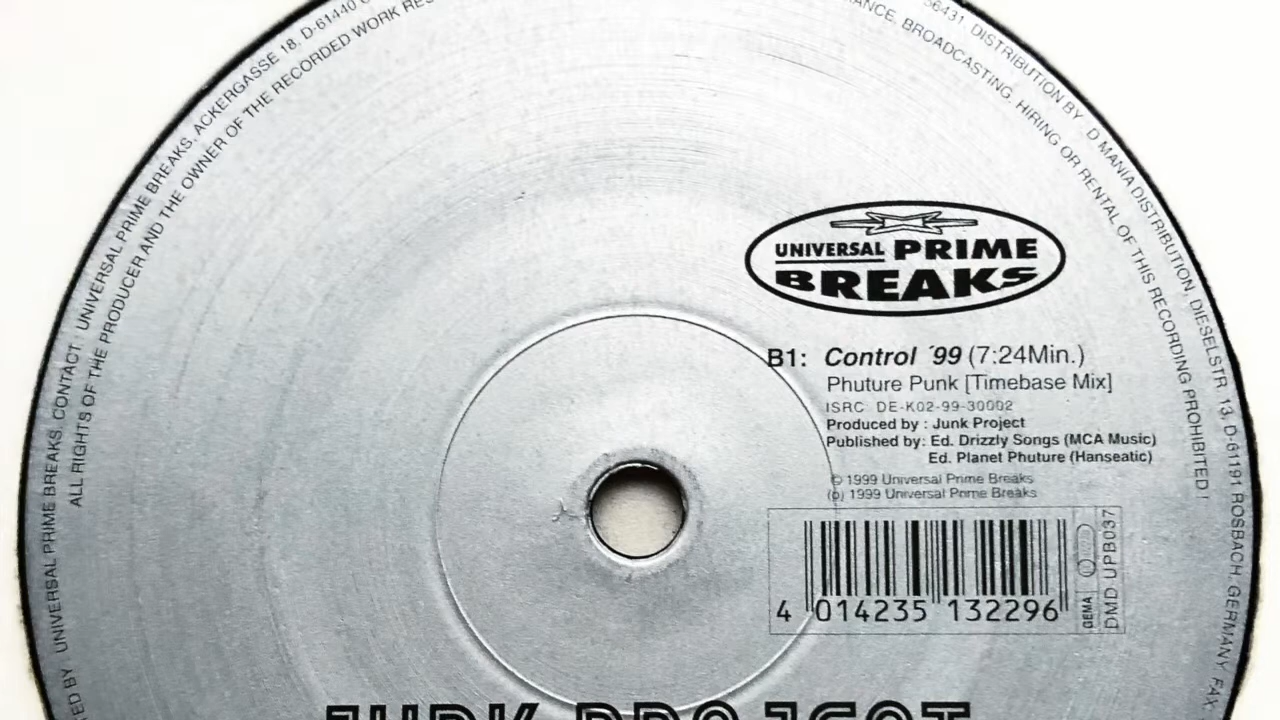 UNIVERSAL PRIME BREAKS. CONTACT : UNIVERSAL PRIME BREAKS, ACKERGASSE 18, D-61440
56431. DISTRIBUTION BY : D MANIA DISTRIBUTION, DIESELSTR. 13, D-61191 ROSBACH, GERMANY FAX.
ALL RIGHTS OF THE PRODUCER AND THE OWNER OF THE RECORDED WORK
BROADCASTING, HIRING OR RENTAL OF THIS RECORDING PROHIBITED!
UNIVERSAL PRIME
BREAKS
B1: Control ´99 (7:24Min.)
Phuture Punk [Timebase Mix]
ISRC DE-K02-99-30002
Produced by : Junk Project
Published by: Ed. Drizzly Songs (MCA Music)
Ed. Planet Phuture (Hanseatic)
© 1999 Universal Prime Breaks
(p) 1999 Universal Prime Breaks
4 014235 132296
GEMA
DMD UPB037
JUNK PROJECT